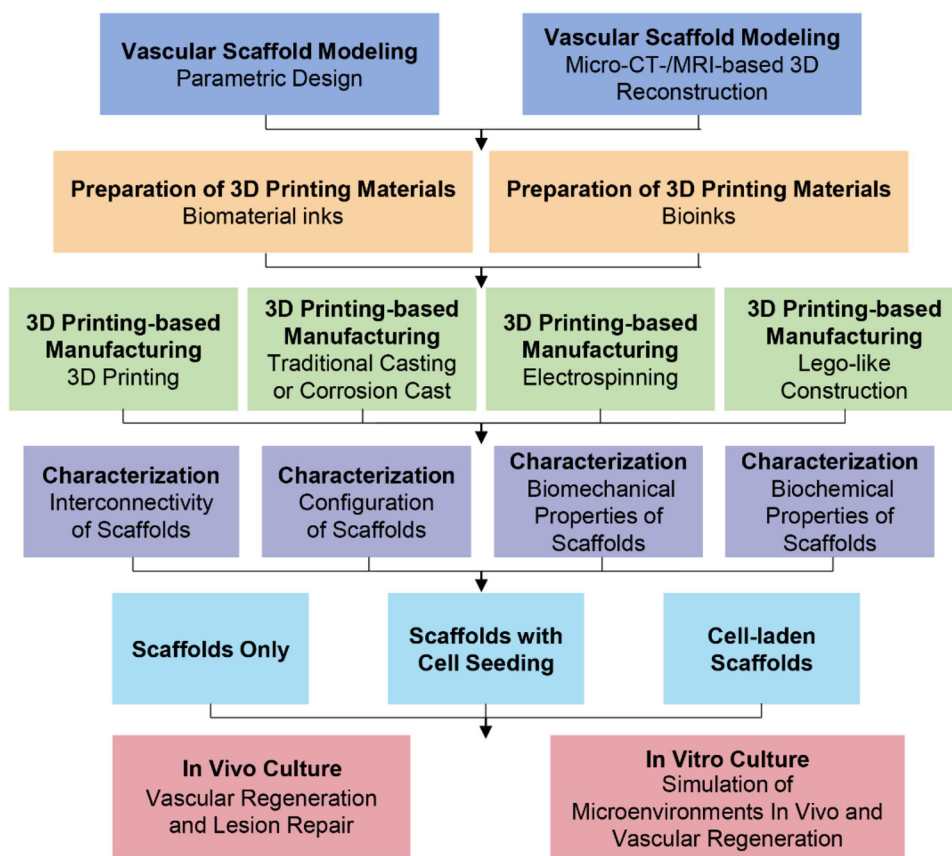 Vascular Scaffold Modeling
Parametric Design
Vascular Scaffold Modeling
Micro-CT-/MRI-based 3D
Reconstruction
Preparation of 3D Printing Materials
Biomaterial inks
Preparation of 3D Printing Materials
Bioinks
3D Printing-based
Manufacturing
3D Printing
3D Printing-based
Manufacturing
Traditional Casting
or Corrosion Cast
3D Printing-based
Manufacturing
Electrospinning
3D Printing-based
Manufacturing
Lego-like
Construction
Characterization
Interconnectivity
of Scaffolds
Characterization
Configuration
of Scaffolds
Characterization
Biomechanical
Properties of
Scaffolds
Characterization
Biochemical
Properties of
Scaffolds
Scaffolds Only
Scaffolds with
Cell Seeding
Cell-laden
Scaffolds
In Vivo Culture
Vascular Regeneration
and Lesion Repair
In Vitro Culture
Simulation of
Microenvironments In Vivo and
Vascular Regeneration